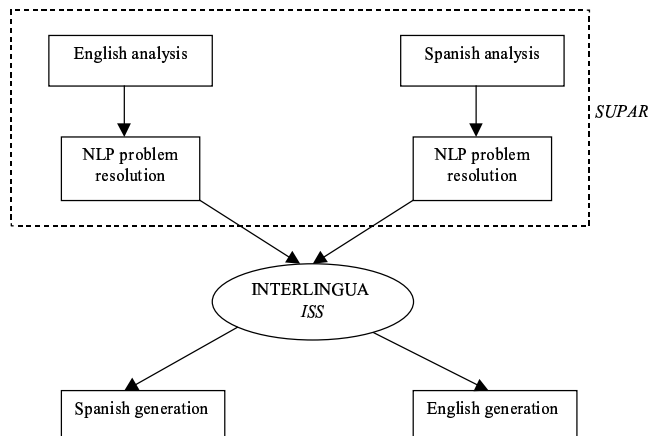 English analysis
Spanish analysis
SUPAR
NLP problem
resolution
NLP problem
resolution
INTERLINGUA
ISS
Spanish generation
English generation